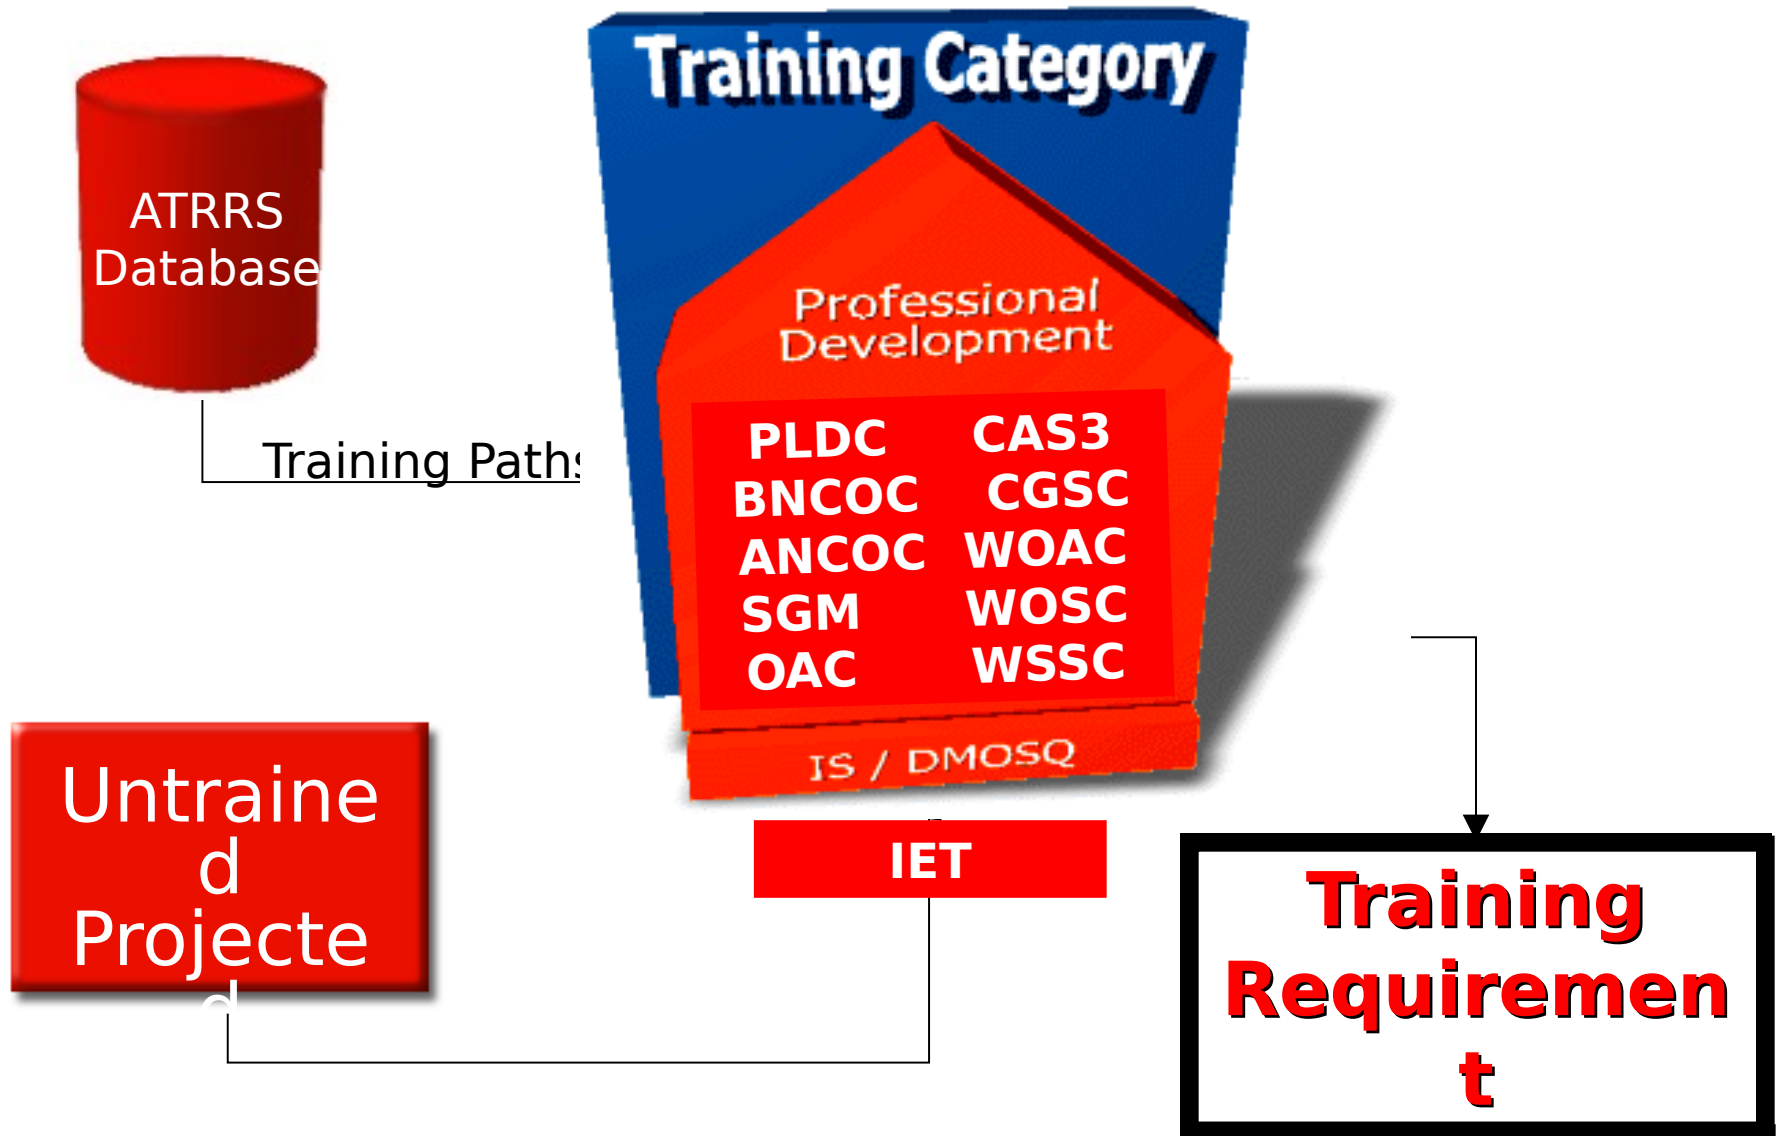 Training Category
ATRRS
Database
Professional
Development
Training Paths
PLDC CAS3
BNCOC CGSC
ANCOC WOAC
SGM WOSC
OAC WSSC
IS / DMOSQ
Untraine
d
Projecte
d
IET
Training
Requiremen
t